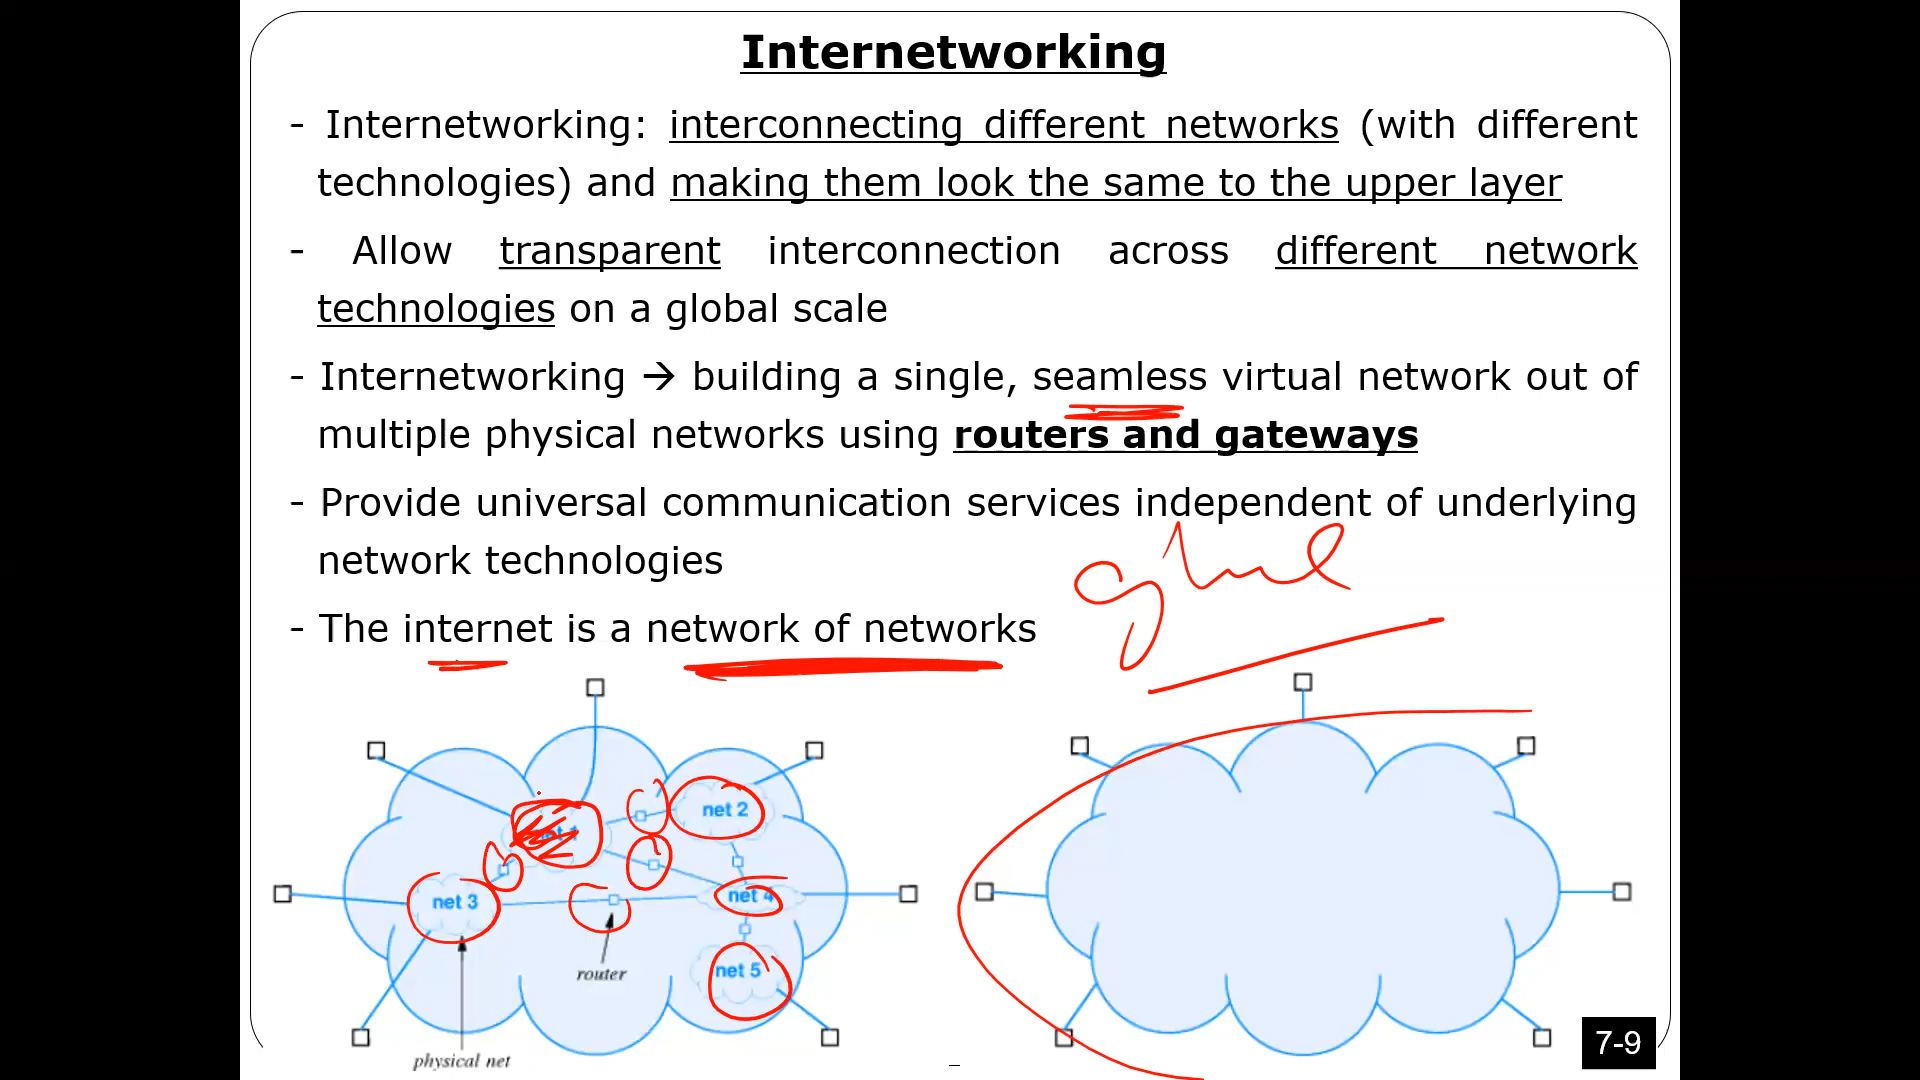 Internetworking
- Internetworking: interconnecting different networks (with different
technologies) and making them look the same to the upper layer
- Allow transparent interconnection across different network
technologies on a global scale
- Internetworking → building a single, seamless virtual network out of
multiple physical networks using routers and gateways
- Provide universal communication services independent of underlying
network technologies
glue
- The internet is a network of networks
net 2
net 3
net 4
net 5
router
physical net
7-9